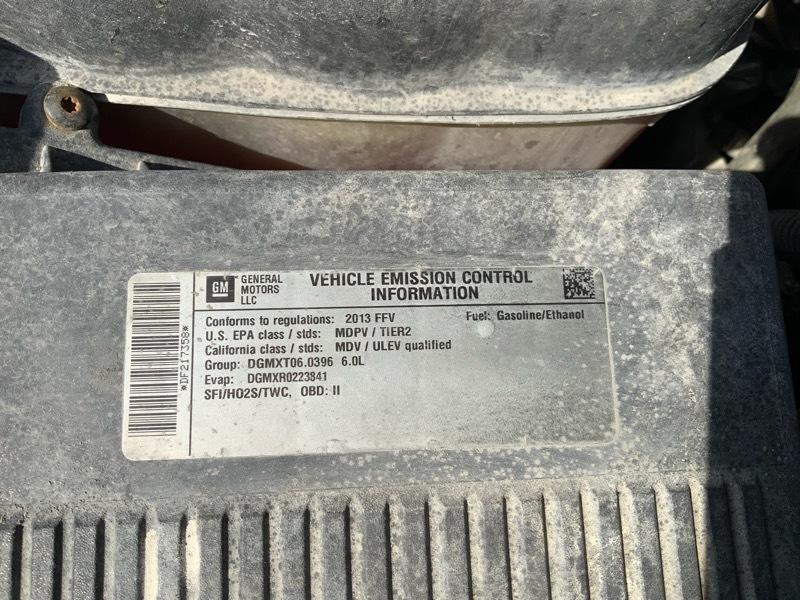 GM GENERAL MOTORS LLC
VEHICLE EMISSION CONTROL
INFORMATION
Conforms to regulations: 2013 FFV Fuel: Gasoline/Ethanol
U.S. EPA class / stds: MDPV / TIER2
California class / stds: MDV / ULEV qualified
Group: DGMXT06.0396 6.0L
Evap: DGMXR0223841
SFI/HO2S/TWC, OBD: II
*DF217358*